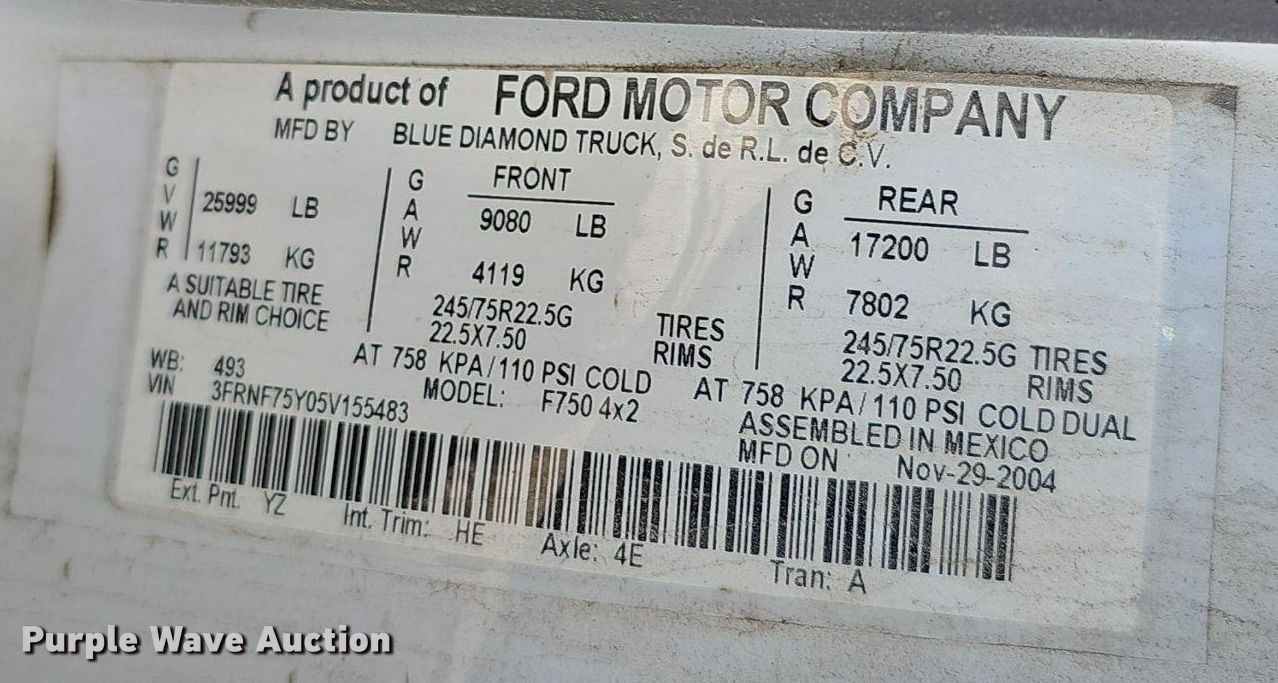 A product of FORD MOTOR COMPANY
MFD BY BLUE DIAMOND TRUCK, S. de R.L. de C.V.
GVWR 25999 LB
11793 KG
A SUITABLE TIRE
AND RIM CHOICE
GAWR FRONT
9080 LB
4119 KG
245/75R22.5G TIRES
22.5X7.50 RIMS
AT 758 KPA/110 PSI COLD
GAWR REAR
17200 LB
7802 KG
245/75R22.5G TIRES
22.5X7.50 RIMS
AT 758 KPA/110 PSI COLD DUAL
WB: 493
VIN 3FRNF75Y05V155483
MODEL: F750 4x2
ASSEMBLED IN MEXICO
MFD ON Nov-29-2004
Ext. Pnt. YZ Int. Trim: HE Axle: 4E Tran: A
Purple Wave Auction